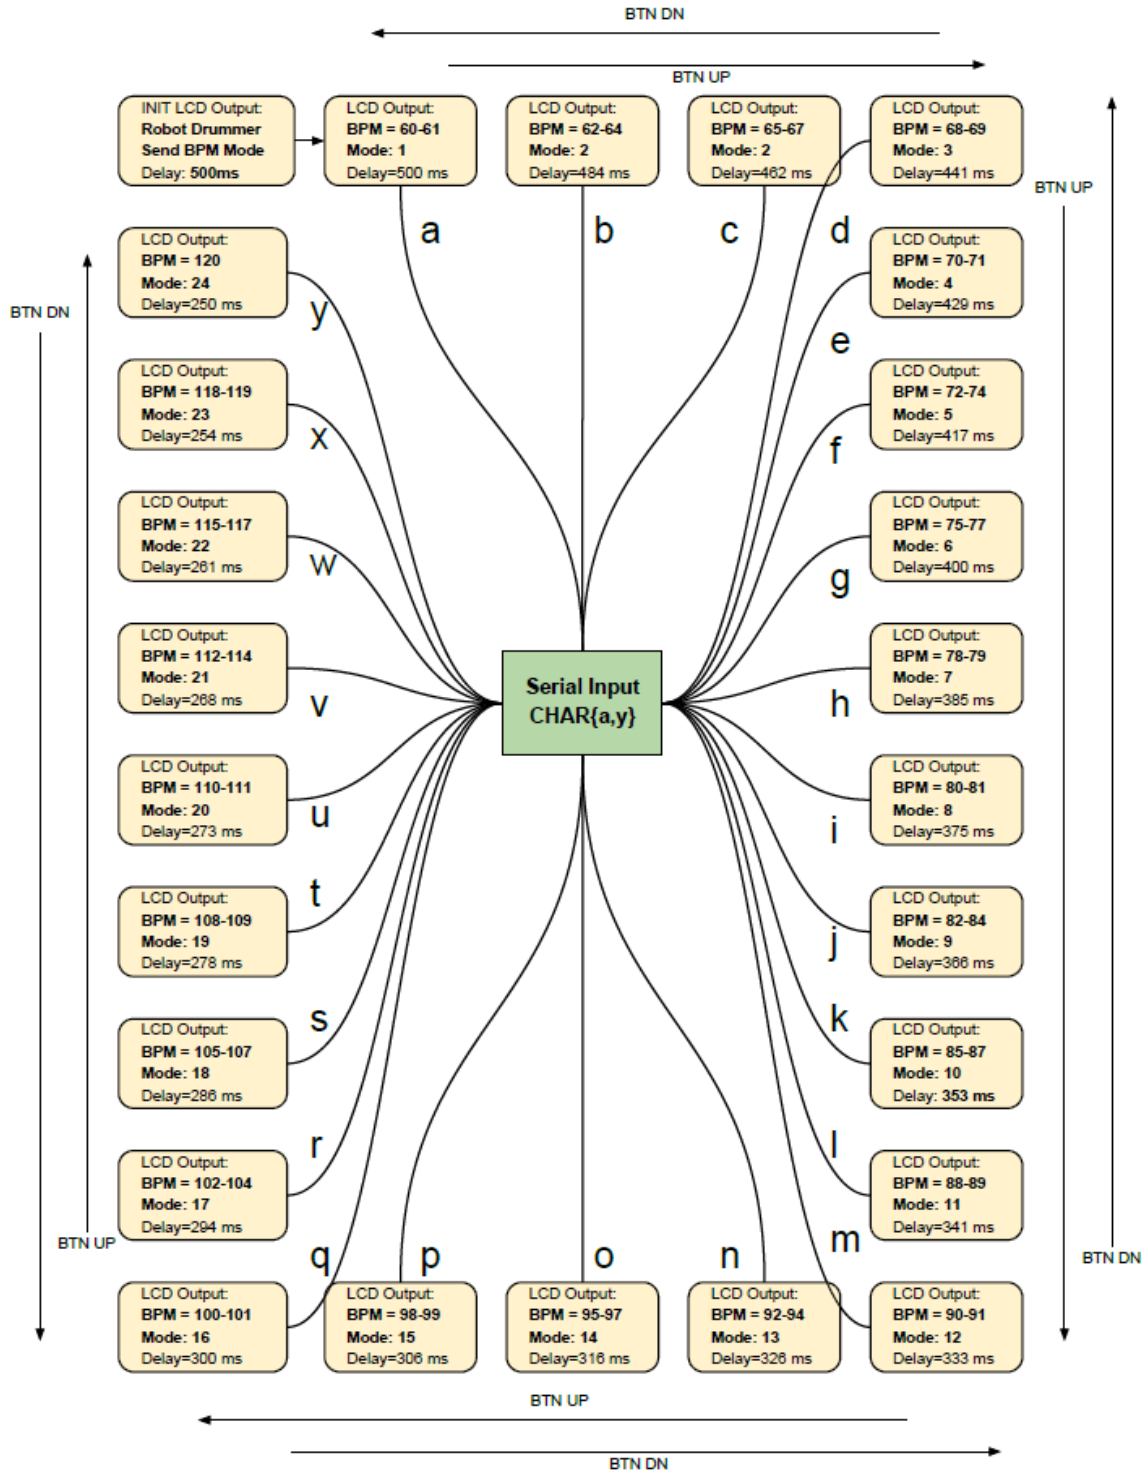 BTN DN
BTN UP
INIT LCD Output:
Robot Drummer
Send BPM Mode
Delay: 500ms
LCD Output:
BPM = 60-61
Mode: 1
Delay=500 ms
LCD Output:
BPM = 62-64
Mode: 2
Delay=484 ms
LCD Output:
BPM = 65-67
Mode: 2
Delay=462 ms
LCD Output:
BPM = 68-69
Mode: 3
Delay=441 ms
BTN UP
a
b
c
d
LCD Output:
BPM = 120
Mode: 24
Delay=250 ms
y
LCD Output:
BPM = 70-71
Mode: 4
Delay=429 ms
e
BTN DN
LCD Output:
BPM = 118-119
Mode: 23
Delay=254 ms
x
LCD Output:
BPM = 72-74
Mode: 5
Delay=417 ms
f
LCD Output:
BPM = 115-117
Mode: 22
Delay=261 ms
w
LCD Output:
BPM = 75-77
Mode: 6
Delay=400 ms
g
LCD Output:
BPM = 112-114
Mode: 21
Delay=268 ms
v
Serial Input
CHAR{a,y}
LCD Output:
BPM = 78-79
Mode: 7
Delay=385 ms
h
LCD Output:
BPM = 110-111
Mode: 20
Delay=273 ms
u
LCD Output:
BPM = 80-81
Mode: 8
Delay=375 ms
i
LCD Output:
BPM = 108-109
Mode: 19
Delay=278 ms
t
LCD Output:
BPM = 82-84
Mode: 9
Delay=366 ms
j
LCD Output:
BPM = 105-107
Mode: 18
Delay=286 ms
s
LCD Output:
BPM = 85-87
Mode: 10
Delay: 353 ms
k
LCD Output:
BPM = 102-104
Mode: 17
Delay=294 ms
r
LCD Output:
BPM = 88-89
Mode: 11
Delay=341 ms
l
BTN UP
q
p
o
n
m
BTN DN
LCD Output:
BPM = 100-101
Mode: 16
Delay=300 ms
LCD Output:
BPM = 98-99
Mode: 15
Delay=306 ms
LCD Output:
BPM = 95-97
Mode: 14
Delay=316 ms
LCD Output:
BPM = 92-94
Mode: 13
Delay=326 ms
LCD Output:
BPM = 90-91
Mode: 12
Delay=333 ms
BTN UP
BTN DN